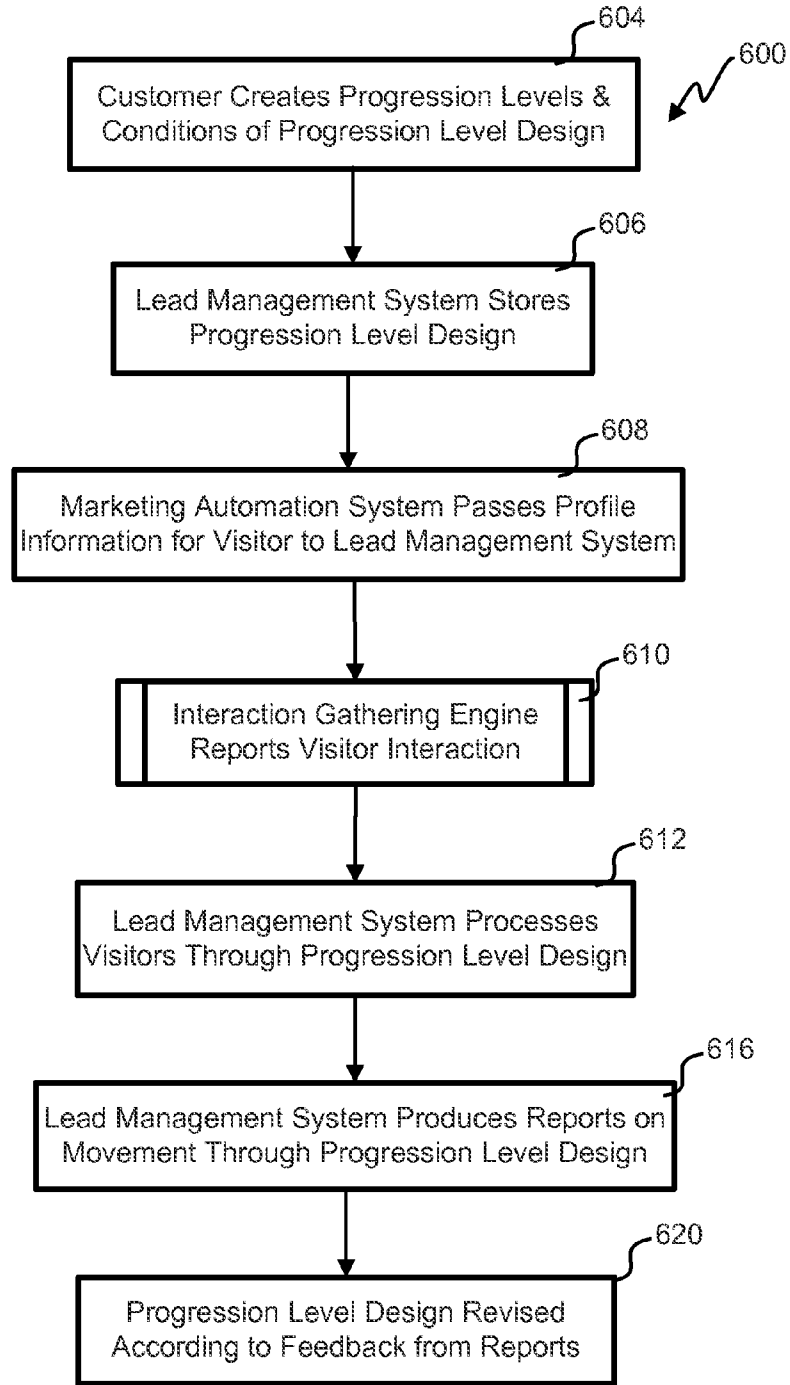 604
600
Customer Creates Progression Levels &
Conditions of Progression Level Design
606
Lead Management System Stores
Progression Level Design
608
Marketing Automation System Passes Profile
Information for Visitor to Lead Management System
610
Interaction Gathering Engine
Reports Visitor Interaction
612
Lead Management System Processes
Visitors Through Progression Level Design
616
Lead Management System Produces Reports on
Movement Through Progression Level Design
620
Progression Level Design Revised
According to Feedback from Reports